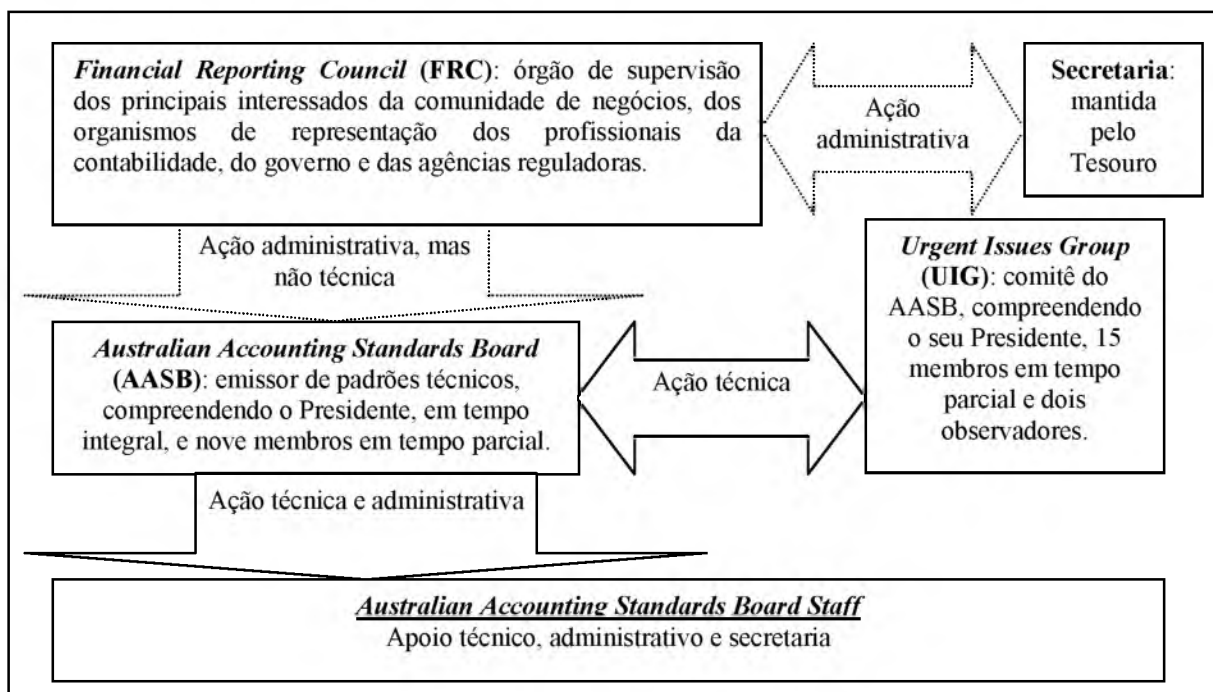 Financial Reporting Council (FRC): órgão de supervisão
dos principais interessados da comunidade de negócios, dos
organismos de representação dos profissionais da
contabilidade, do governo e das agências reguladoras.
Ação
administrativa
Secretaria:
mantida
pelo
Tesouro
Ação administrativa, mas
não técnica
Urgent Issues Group
(UIG): comitê do
AASB, compreendendo
o seu Presidente, 15
membros em tempo
parcial e dois
observadores.
Australian Accounting Standards Board
(AASB): emissor de padrões técnicos,
compreendendo o Presidente, em tempo
integral, e nove membros em tempo parcial.
Ação técnica
Ação técnica e administrativa
Australian Accounting Standards Board Staff
Apoio técnico, administrativo e secretaria